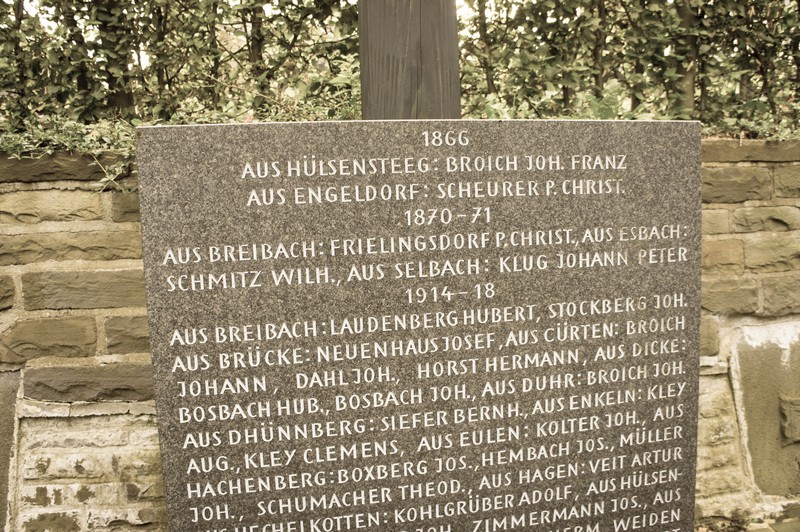 1866
AUS HÜLSENSTEEG: BROICH JOH. FRANZ
AUS ENGELDORF: SCHEURER P. CHRIST.
1870-71
AUS BREIBACH: FRIELINGSDORF P. CHRIST., AUS ESBACH:
SCHMITZ WILH., AUS SELBACH: KLUG JOHANN PETER
1914-18
AUS BREIBACH: LAUDENBERG HUBERT, STOCKBERG JOH.
AUS BRÜCKE: NEUENHAUS JOSEF, AUS CÜRTEN: BROICH
JOHANN, DAHL JOH., HORST HERMANN, AUS DICKE:
BOSBACH HUB., BOSBACH JOH., AUS DUHR: BROICH JOH.
AUS DHÜNNBERG: SIEFER BERNH., AUS ENKELN: KLEY
AUG., KLEY CLEMENS, AUS EULEN: KOLTER JOH., AUS
HACHENBERG: BOXBERG JOS., HEMBACH JOS., MÜLLER
JOH., SCHUMACHER THEOD., AUS HAGEN: VEIT ARTUR
AUS HECHELKOTTEN: KOHLGRÜBER ADOLF, AUS HÜLSEN-
JOH. ZIMMERMANN JOS., AUS
WEIDEN